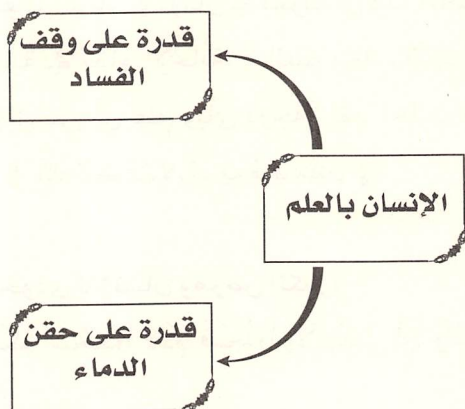 قدرة على وقف
الفساد
الإنسان بالعلم
قدرة على حقن
الدماء